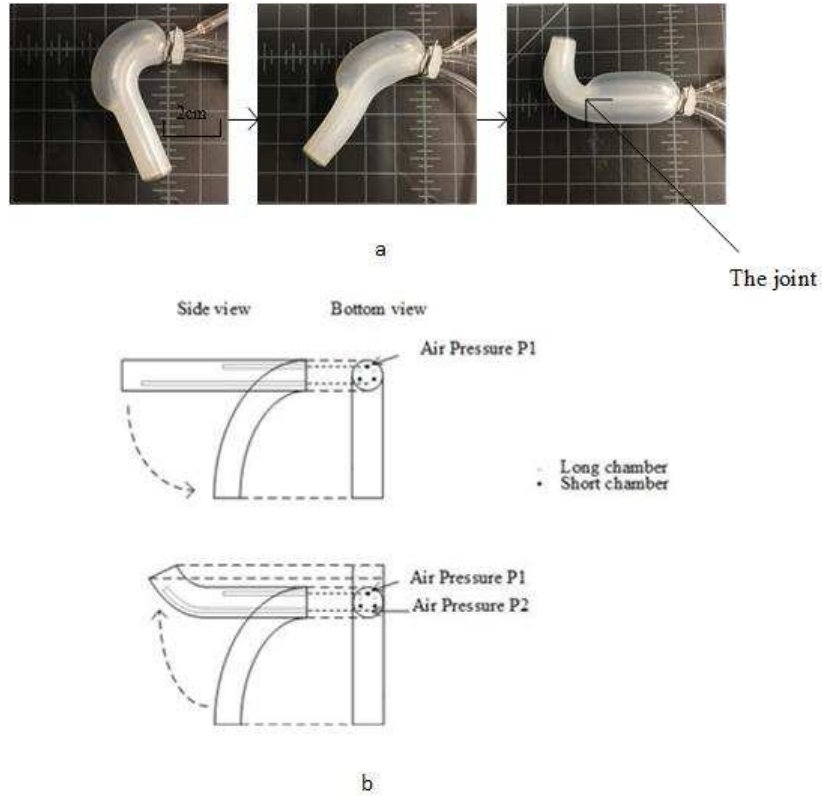 2cm
a
The joint
Side view
Bottom view
Air Pressure P1
Long chamber
Short chamber
Air Pressure P1
Air Pressure P2
b